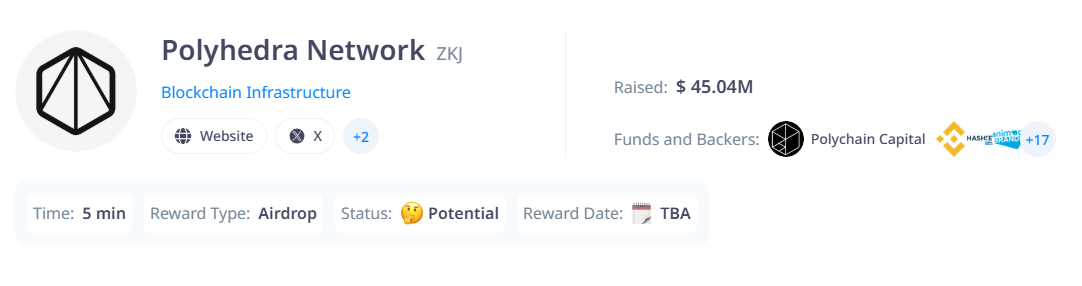 Polyhedra Network ZKJ
Blockchain Infrastructure
Website X +2
Raised: $ 45.04M
Funds and Backers: Polychain Capital HASHKE +17
Time: 5 min Reward Type: Airdrop Status: Potential Reward Date: TBA